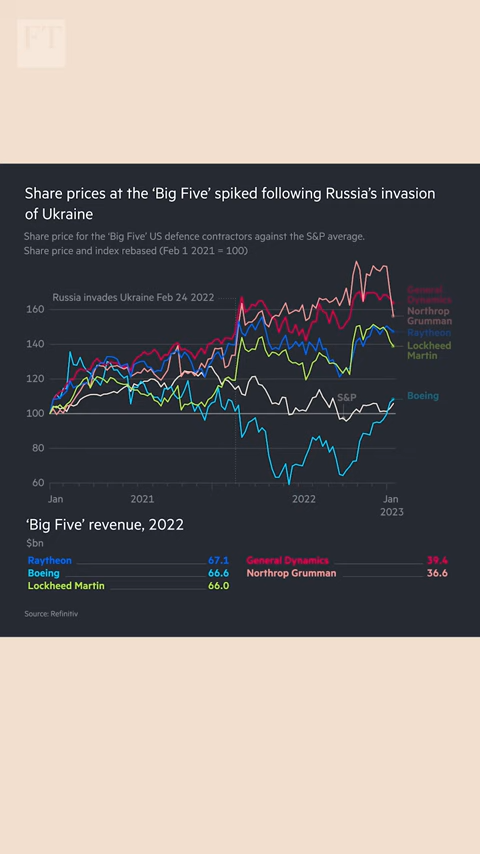 FT
Share prices at the ‘Big Five’ spiked following Russia’s invasion
of Ukraine
Share price for the ‘Big Five’ US defence contractors against the S&P average.
Share price and index rebased (Feb 1 2021 = 100)
Russia invades Ukraine Feb 24 2022
160
140
120
100
80
60
General
Dynamics
Northrop
Grumman
Raytheon
Lockheed
Martin
Boeing
S&P
Jan 2021 2022 Jan
2023
‘Big Five’ revenue, 2022
$bn
Raytheon 67.1 General Dynamics 39.4
Boeing 66.6 Northrop Grumman 36.6
Lockheed Martin 66.0
Source: Refinitiv